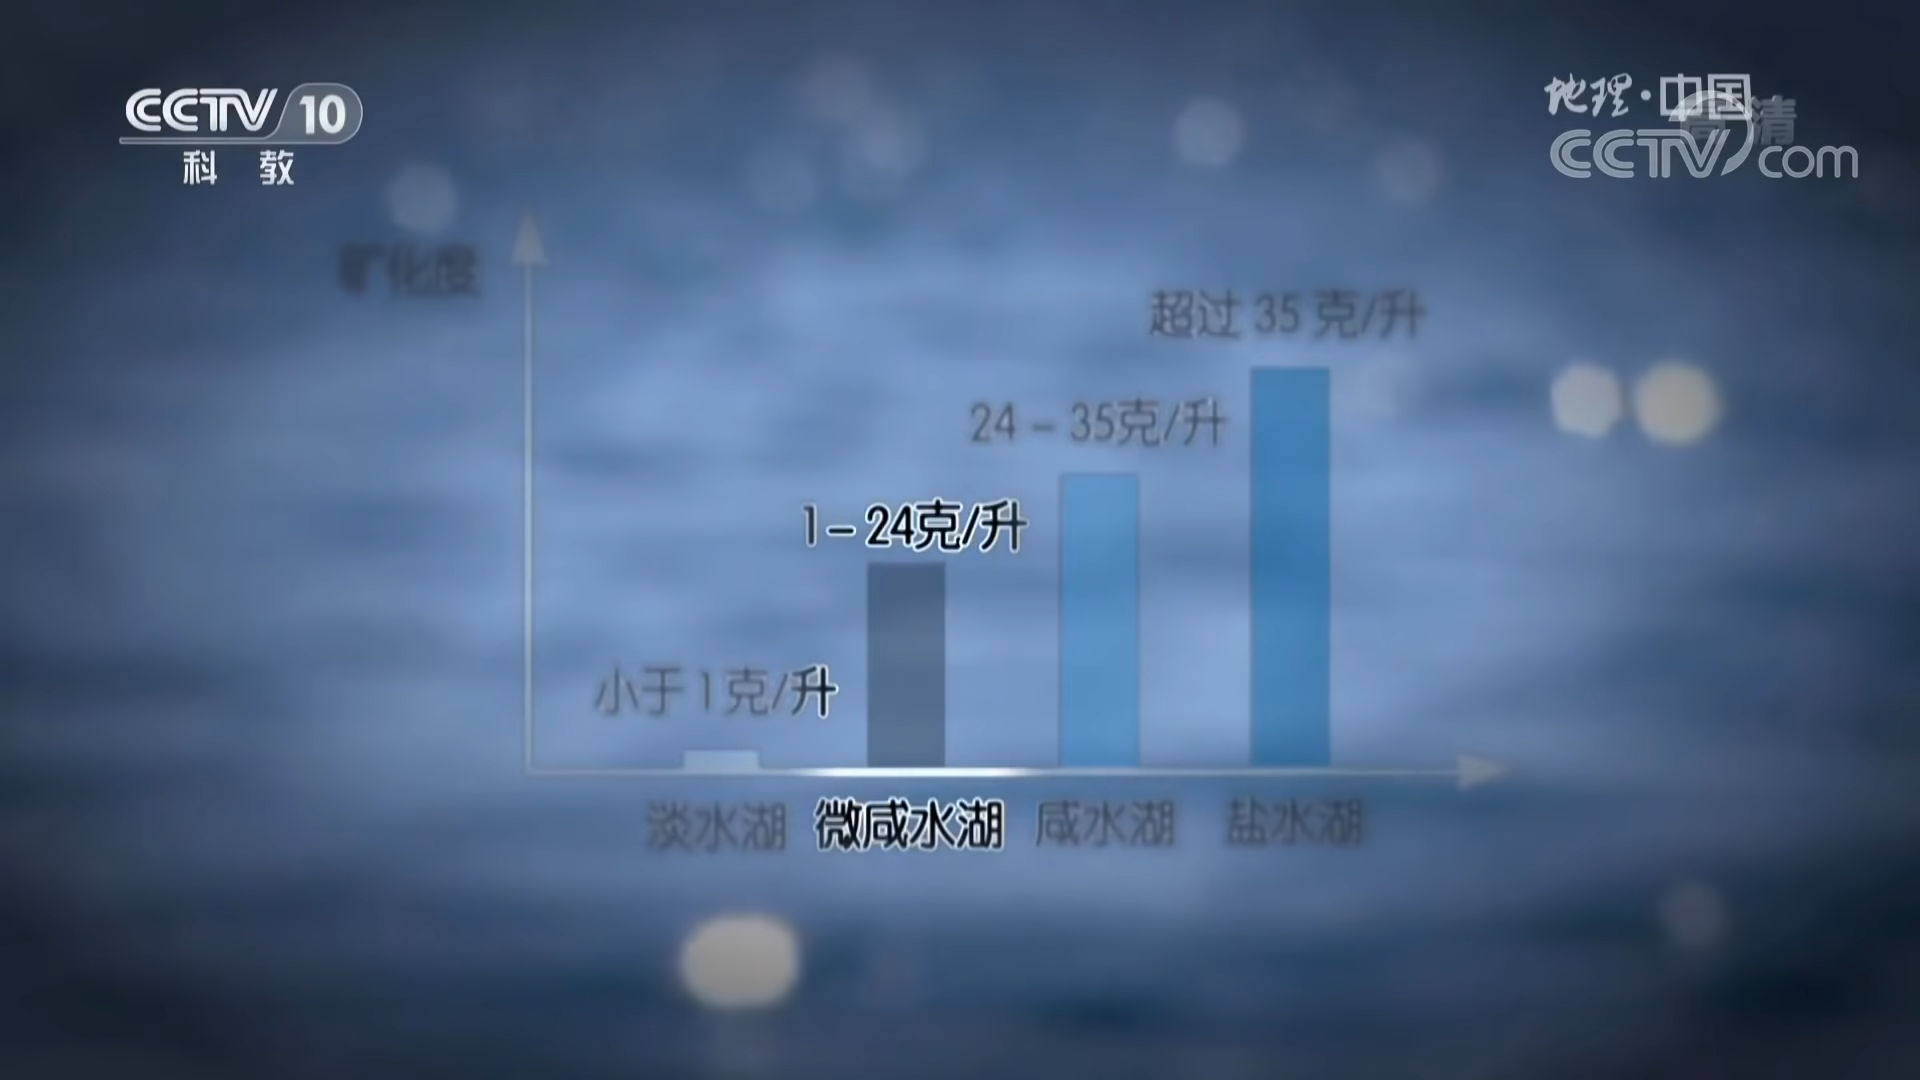 CCTV 10
科 教
地理·中国
高清
CCTV.com
矿化度
超过 35 克/升
24 – 35克/升
1 – 24克/升
小于 1 克/升
淡水湖 微咸水湖 咸水湖 盐水湖